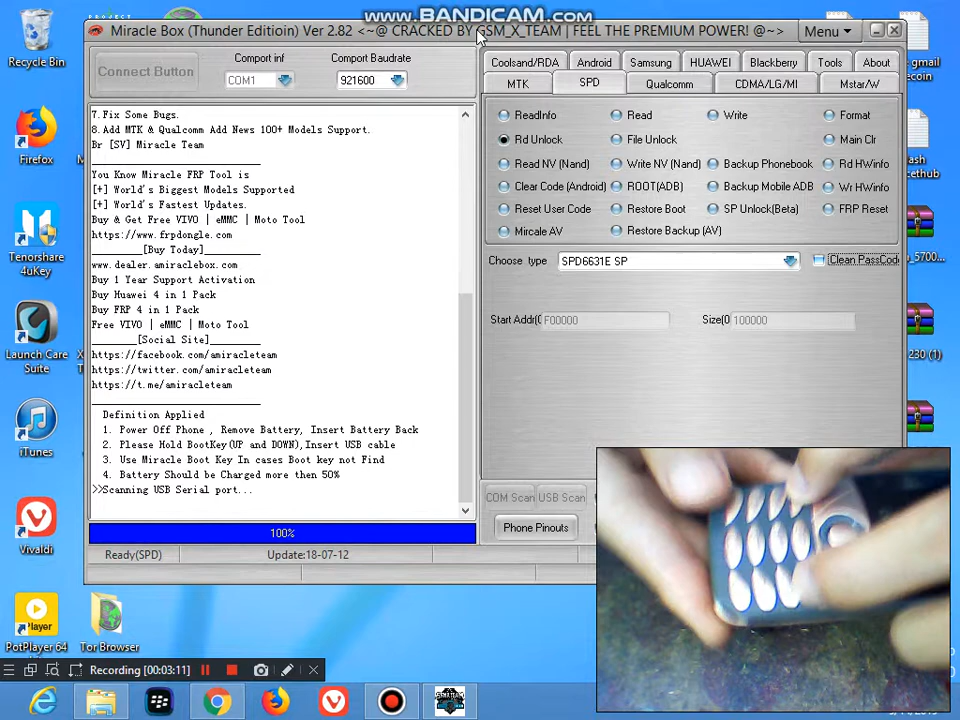 www.BANDICAM.com
Recycle Bin
Miracle Box (Thunder Editioin) Ver 2.82 <~@ CRACKED BY GSM_X_TEAM | FEEL THE PREMIUM POWER! @~>
Menu
Connect Button
Comport inf
Comport Baudrate
COM1
921600
Coolsand/RDA
Android
Samsung
HUAWEI
Blackberry
Tools
About
MTK
SPD
Qualcomm
CDMA/LG/MI
Mstar/W
ReadInfo
Read
Write
Format
Rd Unlock
File Unlock
Main Clr
Read NV (Nand)
Write NV (Nand)
Backup Phonebook
Rd HWinfo
Clear Code (Android)
ROOT(ADB)
Backup Mobile ADB
Wr HWinfo
Reset User Code
Restore Boot
SP Unlock(Beta)
FRP Reset
Mircale AV
Restore Backup (AV)
Choose type
SPD6631E SP
Clean PassCod
Start Addr(0
F00000
Size(0
100000
7.Fix Some Bugs.
8.Add MTK & Qualcomm Add News 100+ Models Support.
Br [SV] Miracle Team
You Know Miracle FRP Tool is
[+] World's Biggest Models Supported
[+] World's Fastest Updates.
Buy & Get Free VIVO | eMMC | Moto Tool
https://www.frpdongle.com
[Buy Today]
www.dealer.amiraclebox.com
Buy 1 Year Support Activation
Buy Huawei 4 in 1 Pack
Buy FRP 4 in 1 Pack
Free VIVO | eMMC | Moto Tool
[Social Site]
https://facebook.com/amiracleteam
https://twitter.com/amiracleteam
https://t.me/amiracleteam
Definition Applied
1. Power Off Phone , Remove Battery, Insert Battery Back
2. Please Hold BootKey(UP and DOWN),Insert USB cable
3. Use Miracle Boot Key In cases Boot key not Find
4. Battery Should be Charged more then 50%
>>Scanning USB Serial port...
100%
Ready(SPD)
Update:18-07-12
COM Scan
USB Scan
Phone Pinouts
Firefox
Tenorshare
4uKey
Launch Care
Suite
iTunes
Vivaldi
PotPlayer 64
Tor Browser
Player
gmail
ecoin
ash
cethub
_5700...
230 (1)
Recording [00:03:11]